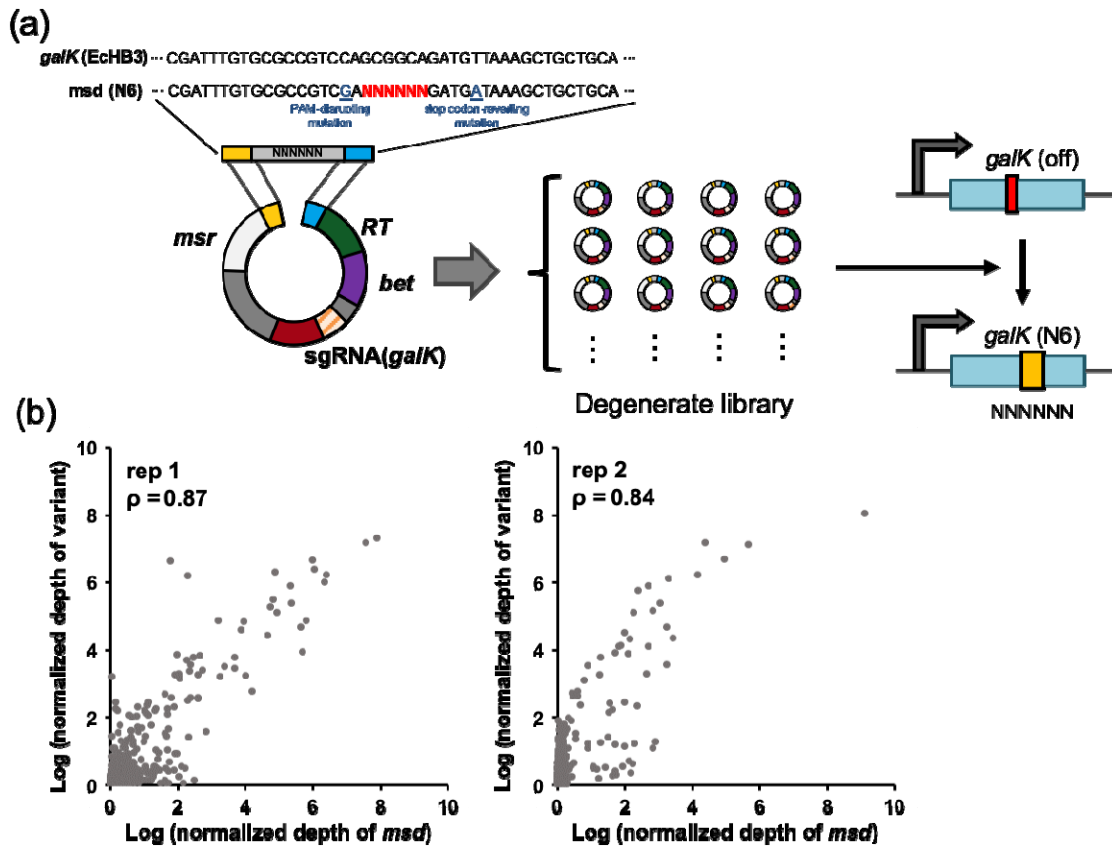 (a)
galK (EcHB3) ··· CGATTTGTGCGCCGTCCAGCGGCAGATGTTAAAGCTGCTGCA ···
msd (N6) ··· CGATTTGTGCGCCGTCGANNNNNNGATGATAAAGCTGCTGCA ···
PAM-disrupting mutation
stop codon-reverting mutation
NNNNNN
msr
RT
bet
sgRNA(galK)
Degenerate library
galK (off)
galK (N6)
NNNNNN
(b)
rep 1
ρ = 0.87
Log (normalized depth of variant)
10
8
6
4
2
0
0 2 4 6 8 10
Log (normalized depth of msd)
rep 2
ρ = 0.84
Log (normalized depth of variant)
10
8
6
4
2
0
0 2 4 6 8 10
Log (normalized depth of msd)